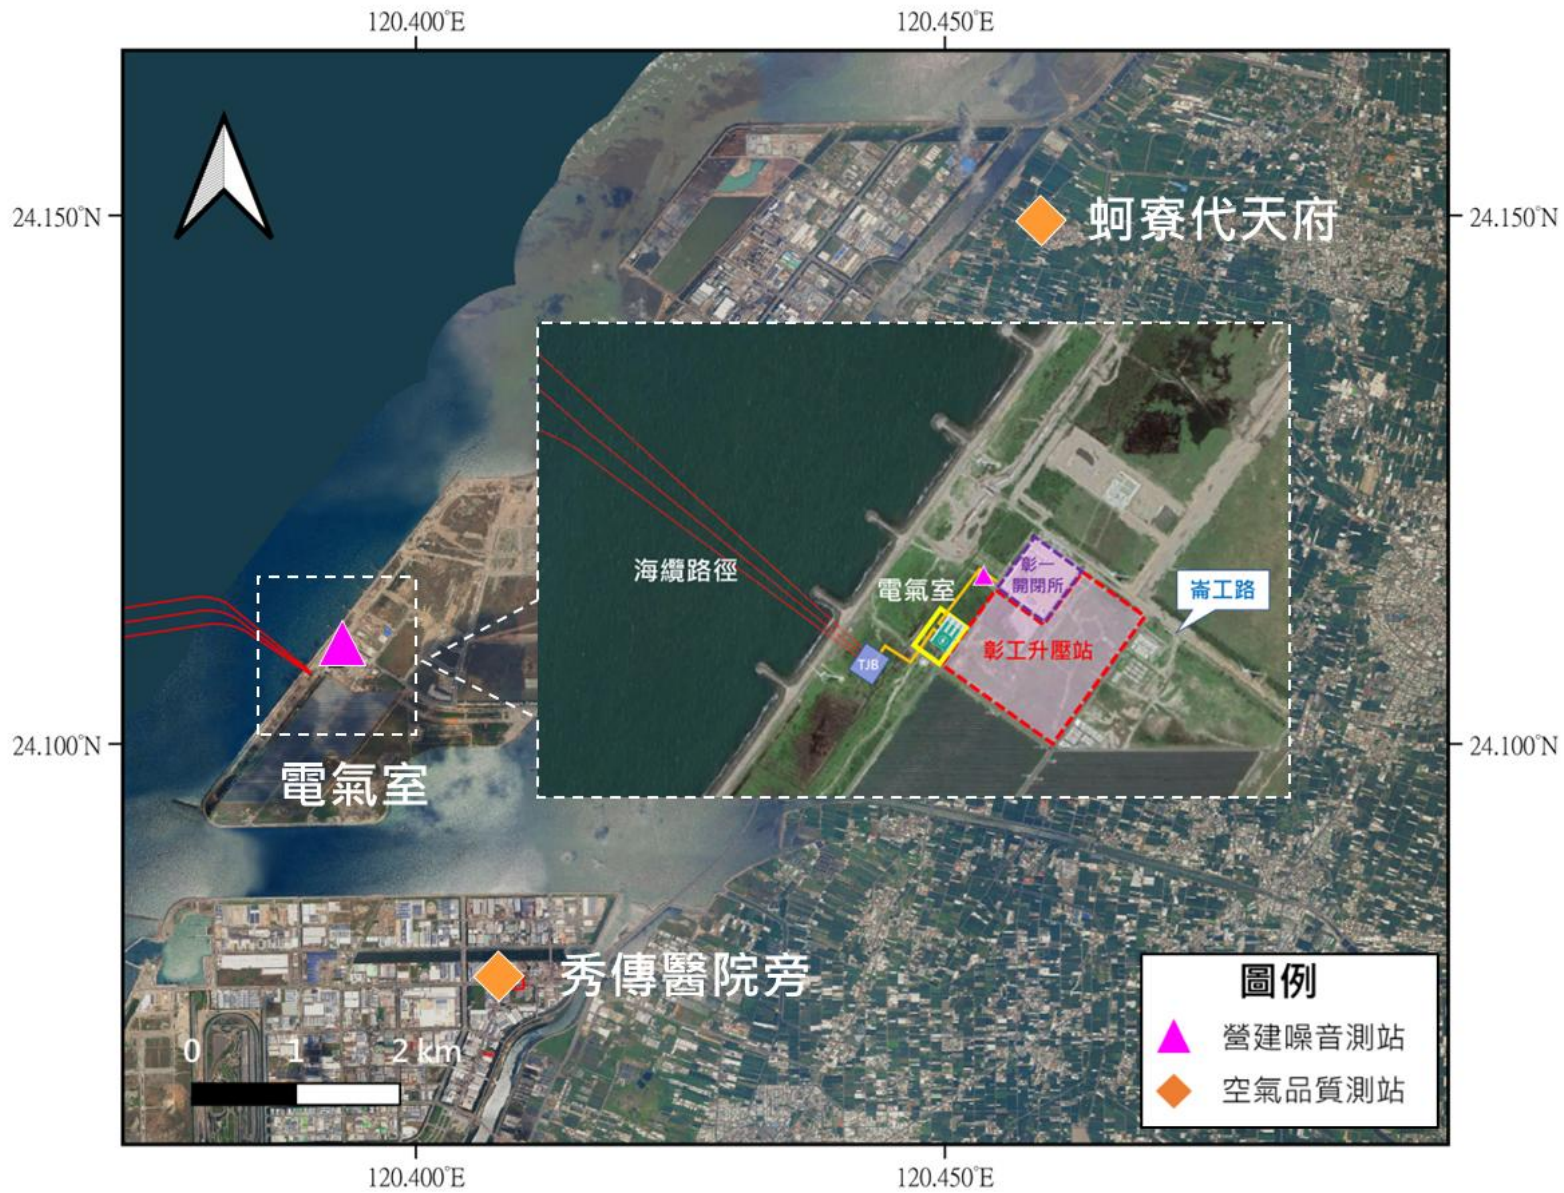 120.400°E
120.450°E
24.150°N
24.150°N
蚵寮代天府
海纜路徑
電氣室
彰一
開閉所
崙工路
彰工升壓站
TJB
24.100°N
24.100°N
電氣室
秀傳醫院旁
圖例
營建噪音測站
空氣品質測站
0 1 2 km
120.400°E
120.450°E